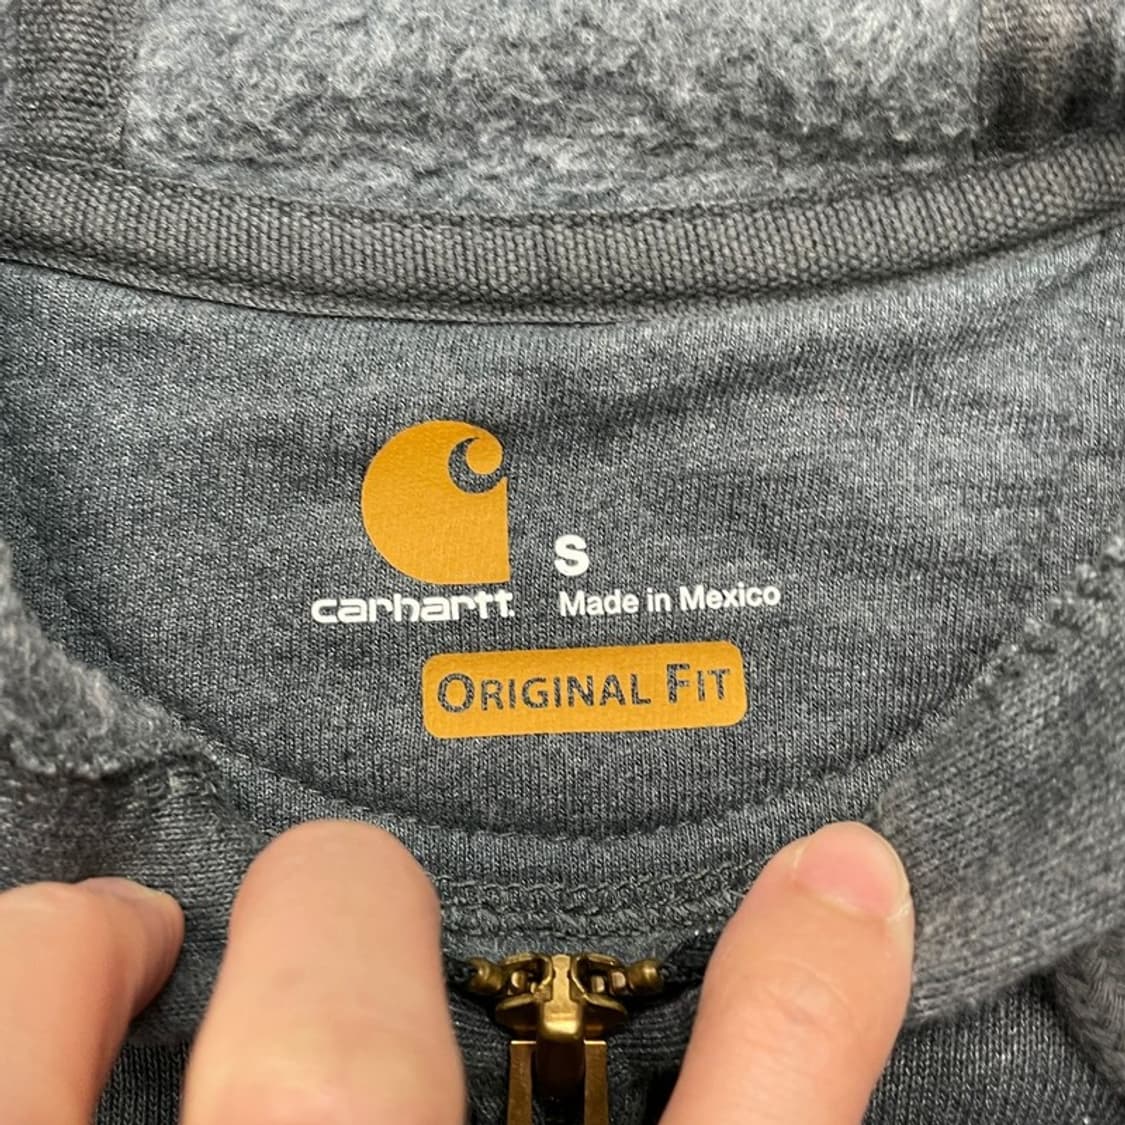 S
carhartt.
Made in Mexico
ORIGINAL FIT